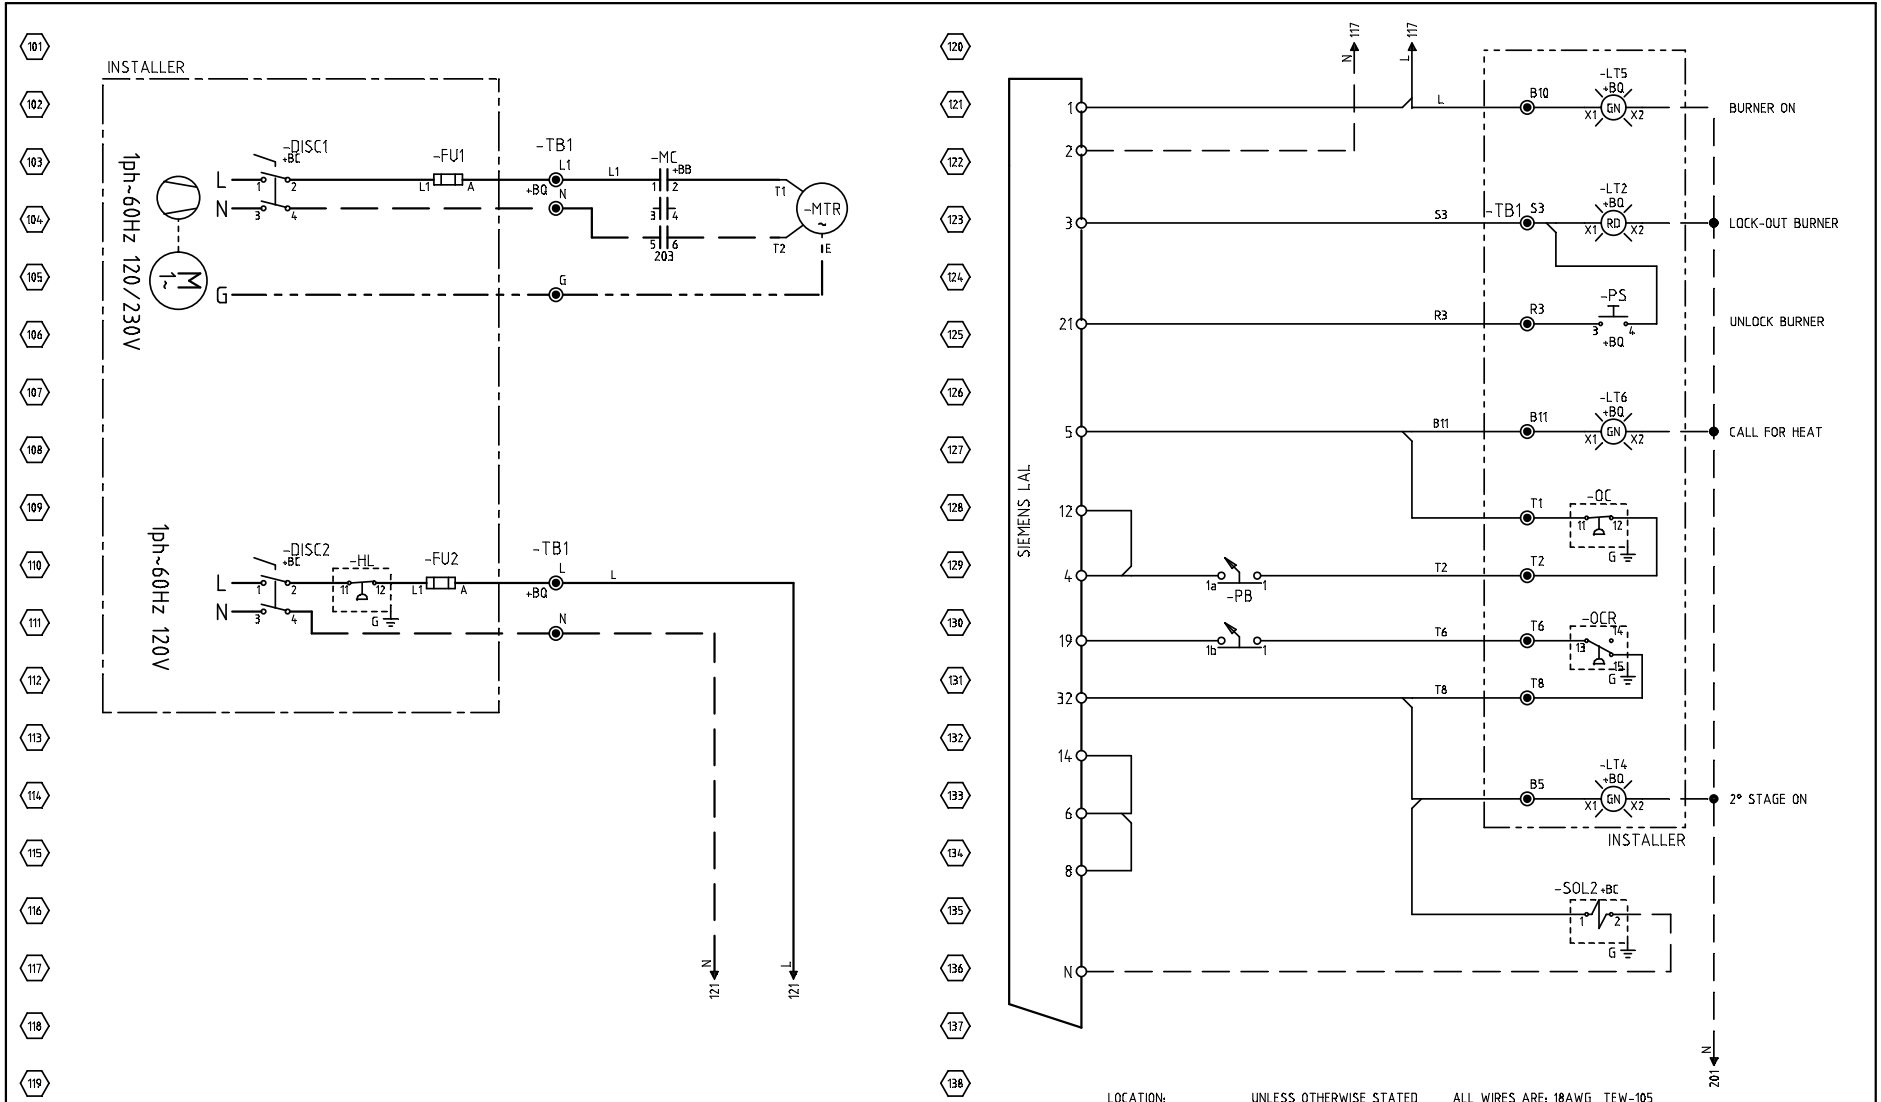 101
102
103
104
105
106
107
108
109
110
111
112
113
114
115
116
117
118
119
INSTALLER
1ph~60Hz 120/230V
M
1~
L
N
G
-DISC1
+BC
1 2
3 4
-FU1
L1 A
-TB1
L1
+BQ
N
G
L1
-MC
+BB
1 2
3 4
5 6
203
T1
T2
-MTR
~
E
1ph~60Hz 120V
L
N
-DISC2
+BC
1 2
3 4
-HL
11 12
G
-FU2
L1 A
-TB1
L
+BQ
N
L
N
121
L
121
120
121
122
123
124
125
126
127
128
129
130
131
132
133
134
135
136
137
138
SIEMENS LAL
1
2
3
21
5
12
4
19
32
14
6
8
N
N
117
L
117
L
B10
-LT5
+BQ
GN
X1 X2
BURNER ON
S3
-TB1
S3
-LT2
+BQ
RD
X1 X2
LOCK-OUT BURNER
R3
R3
-PS
3 4
+BQ
UNLOCK BURNER
B11
B11
-LT6
+BQ
GN
X1 X2
CALL FOR HEAT
T1
-OC
11 12
G
1a 1
-PB
T2
T2
1b 1
T6
T6
-OCR
14
13
15
G
T8
T8
B5
-LT4
+BQ
GN
X1 X2
2° STAGE ON
INSTALLER
-SOL2 +BC
1 2
G
N
201
LOCATION: UNLESS OTHERWISE STATED ALL WIRES ARE: 18AWG TEW-105